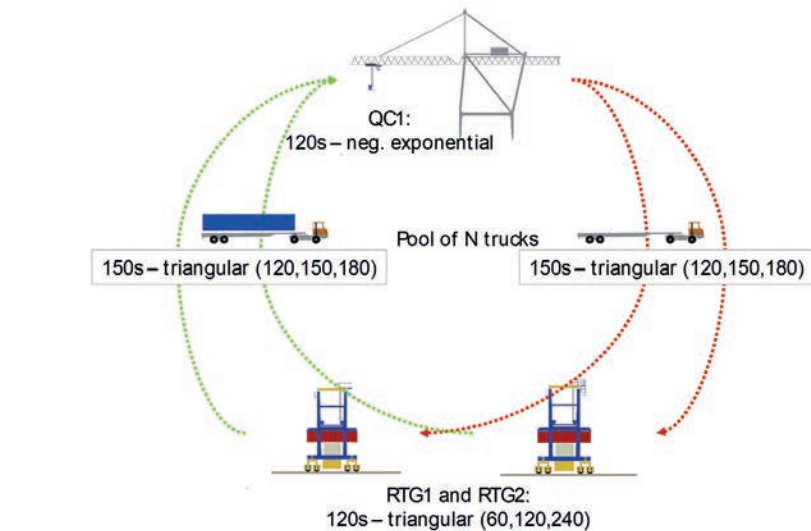 QC1:
120s – neg. exponential
Pool of N trucks
150s – triangular (120,150,180)
150s – triangular (120,150,180)
RTG1 and RTG2:
120s – triangular (60,120,240)